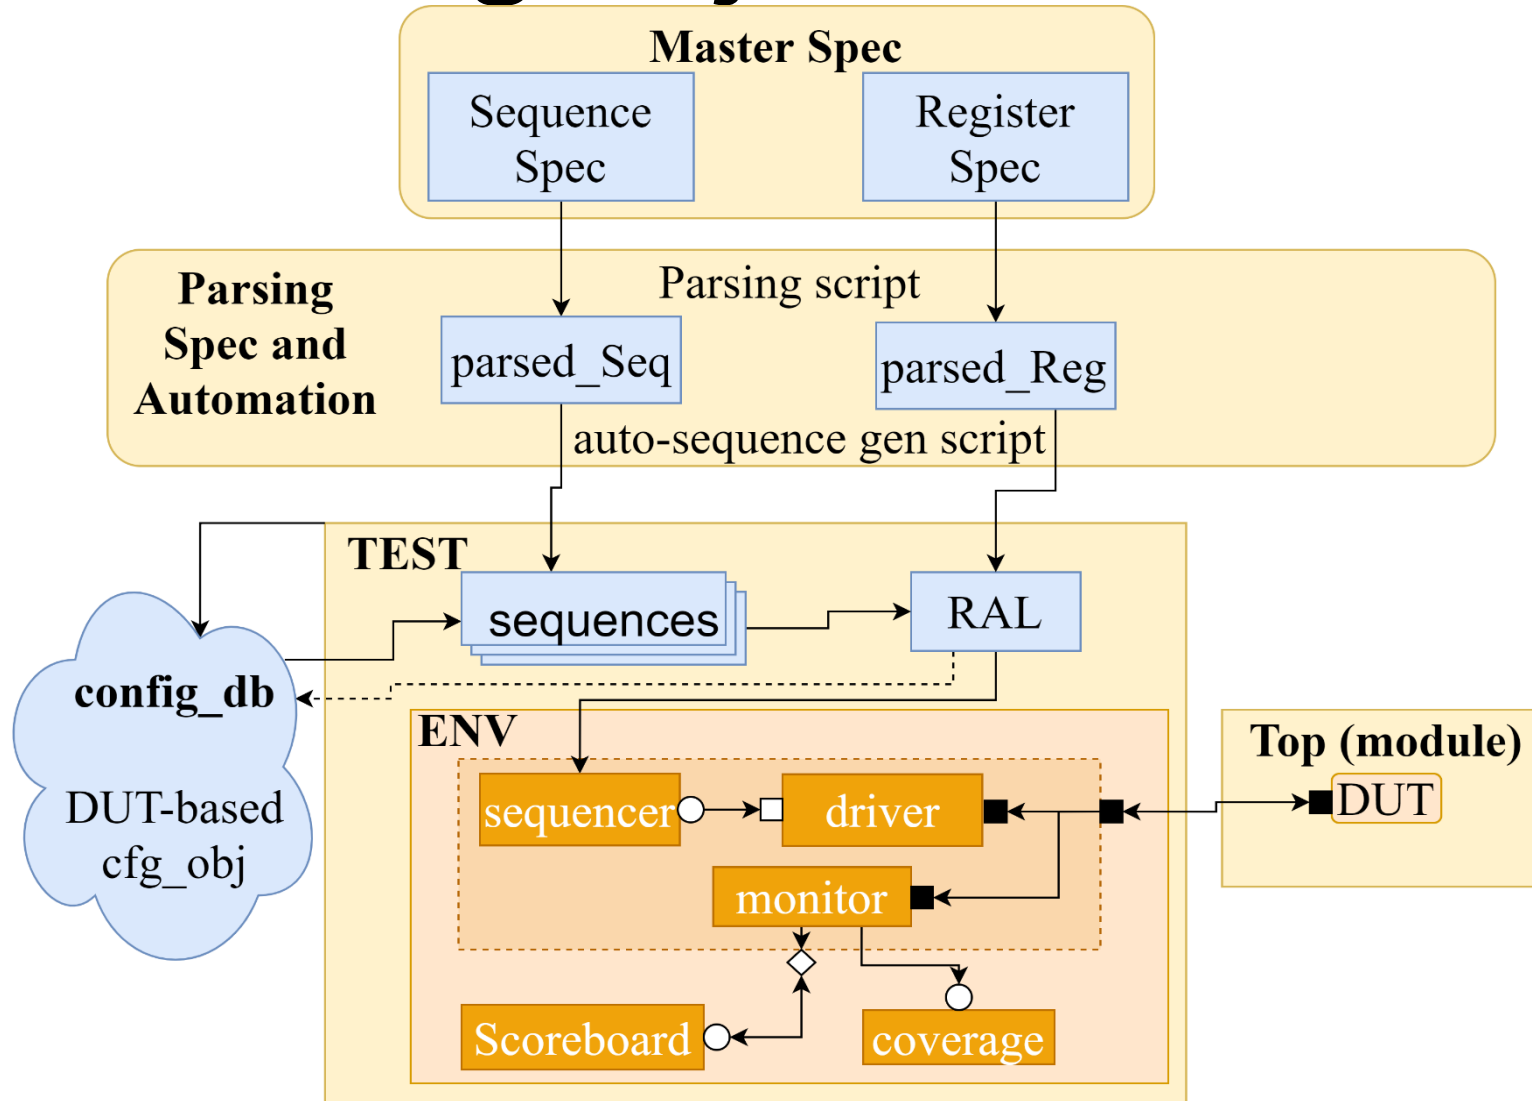 Master Spec
Sequence
Spec
Register
Spec
Parsing
Spec and
Automation
Parsing script
parsed_Seq
parsed_Reg
auto-sequence gen script
TEST
sequences
RAL
config_db
DUT-based
cfg_obj
ENV
sequencer
driver
monitor
Scoreboard
coverage
Top (module)
DUT